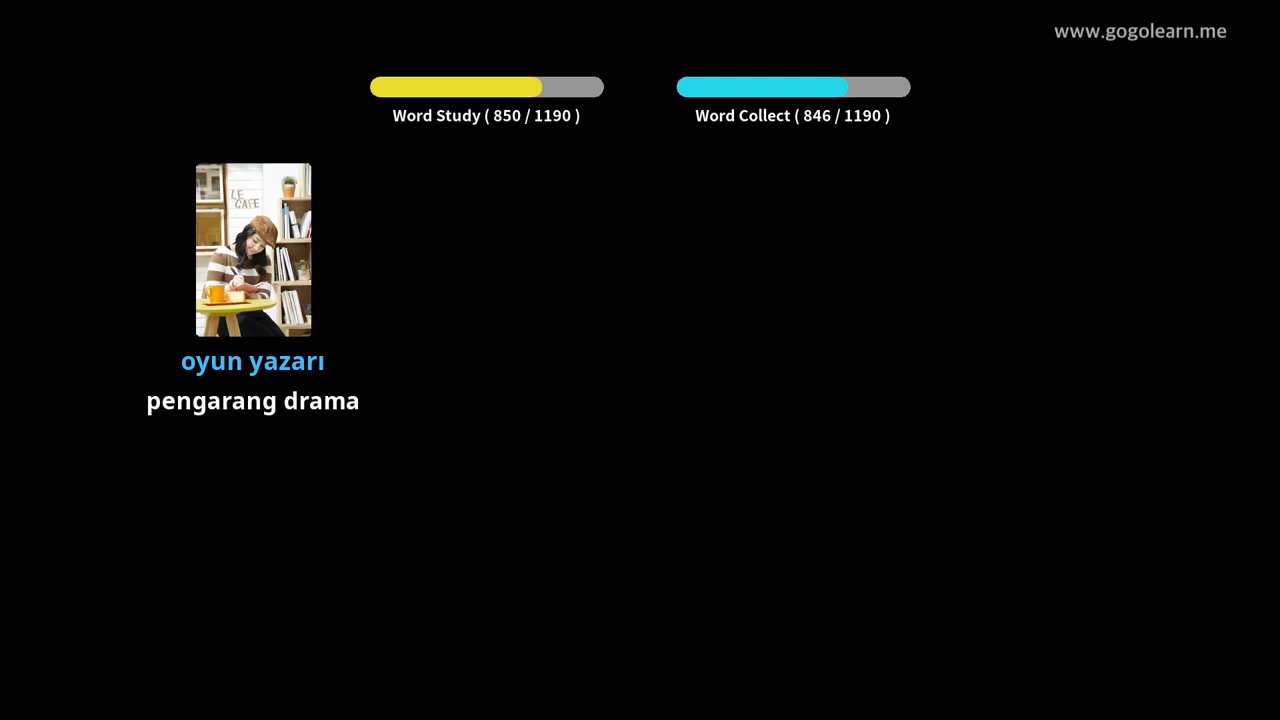 www.gogolearn.me
Word Study ( 850 / 1190 )
Word Collect ( 846 / 1190 )
LE
CAFE
oyun yazarı
pengarang drama